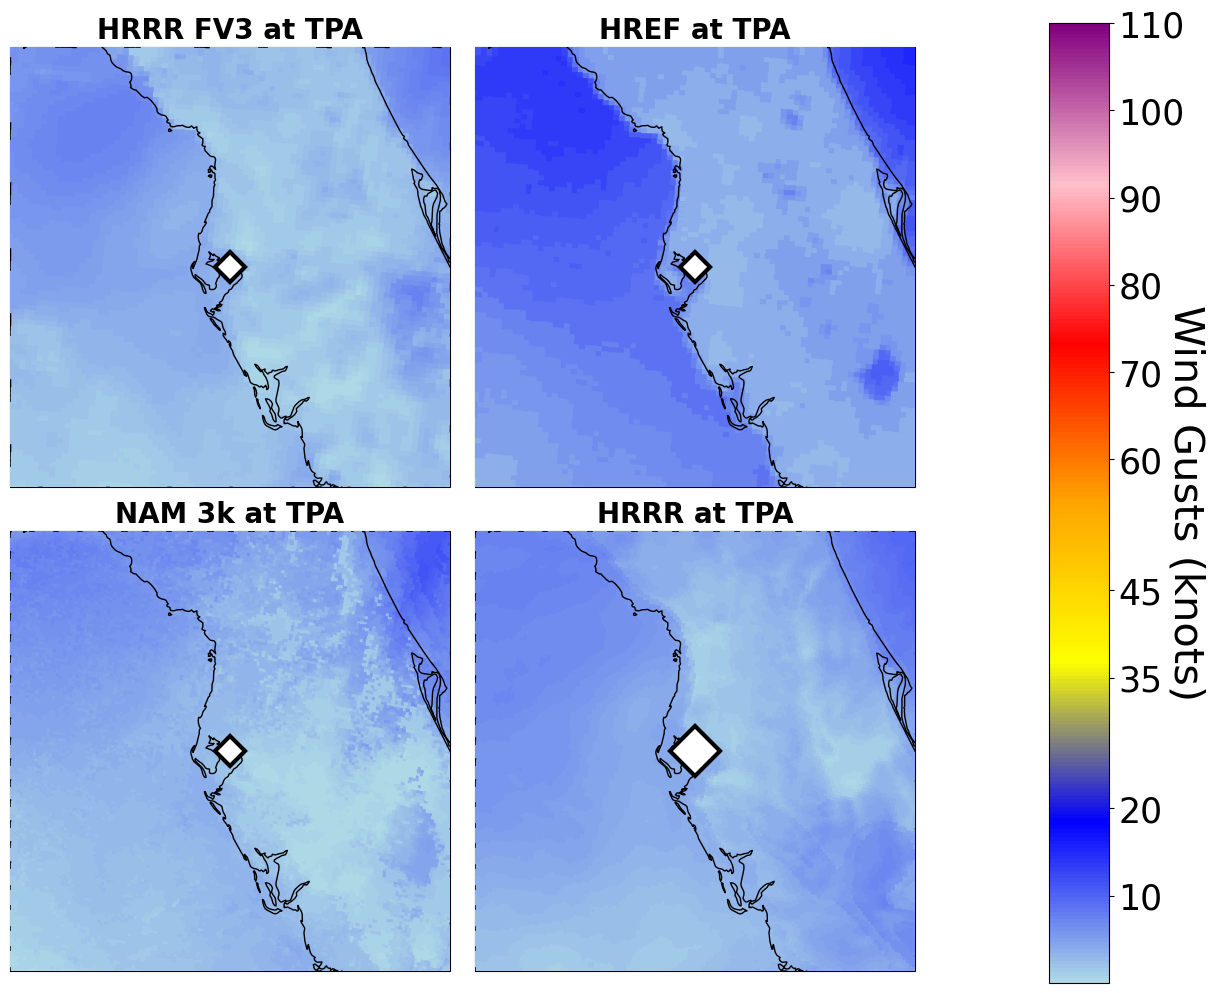 HRRR FV3 at TPA
HREF at TPA
NAM 3k at TPA
HRRR at TPA
110
100
90
80
70
60
45
35
20
10
Wind Gusts (knots)